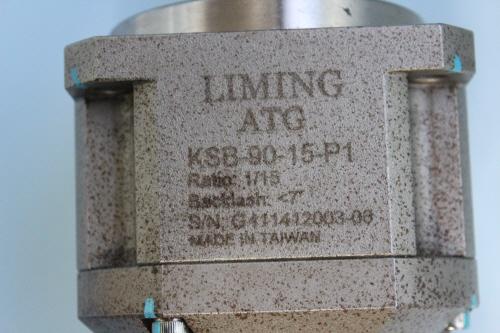 LIMING
ATG
KSB-90-15-P1
Ratio: 1/15
Backlash: <7'
S/N: G411412003-06
MADE IN TAIWAN